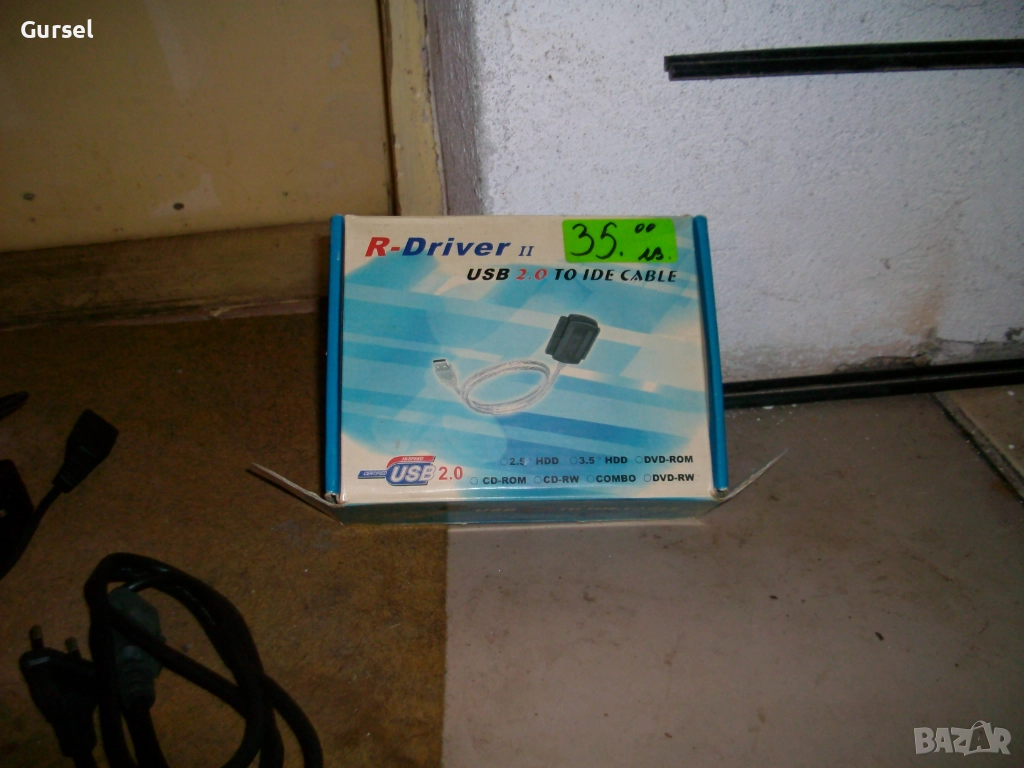 Gursel
R-Driver II
35.00 лв.
USB 2.0 TO IDE CABLE
CERTIFIED USB 2.0
2.5" HDD 3.5" HDD DVD-ROM
CD-ROM CD-RW COMBO DVD-RW
BAZAR